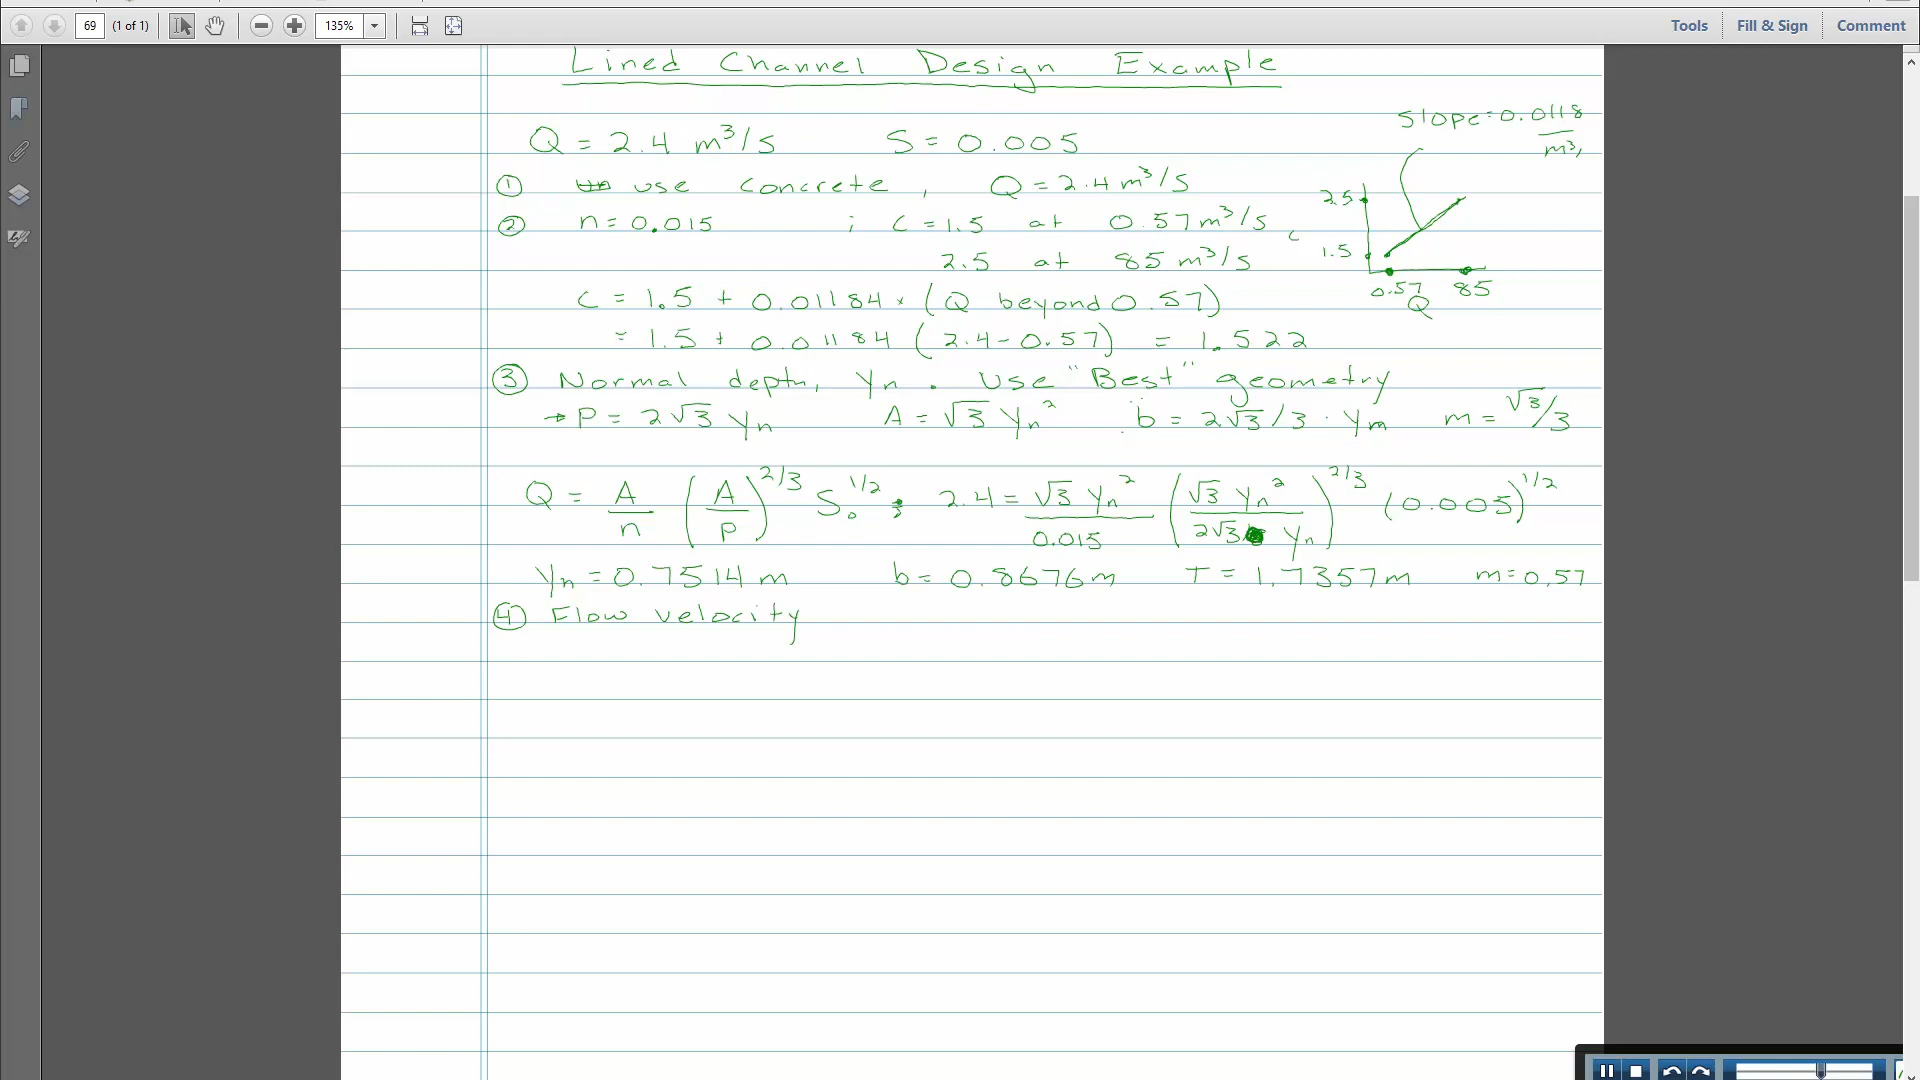 69 (1 of 1) 135% Tools Fill & Sign Comment
Lined Channel Design Example
Slope = 0.0118 / m³/
Q = 2.4 m³/s S = 0.005
① use concrete , Q = 2.4 m³/s
② n = 0.015 ; C = 1.5 at 0.57 m³/s
2.5 at 85 m³/s
C 2.5 1.5 0.57 85 Q
C = 1.5 + 0.01184 * (Q beyond 0.57)
= 1.5 + 0.01184 (2.4 - 0.57) = 1.522
③ Normal depth, yn . Use "Best" geometry
→ P = 2√3 yn A = √3 yn² b = 2√3/3 · ym m = √3/3
Q = A/n (A/P)^2/3 S₀^1/2 ; 2.4 = √3 yn²/0.015 (√3 yn²/2√3 yn)^2/3 (0.005)^1/2
yn = 0.7514 m b = 0.8676 m T = 1.7357 m m = 0.57
④ Flow velocity